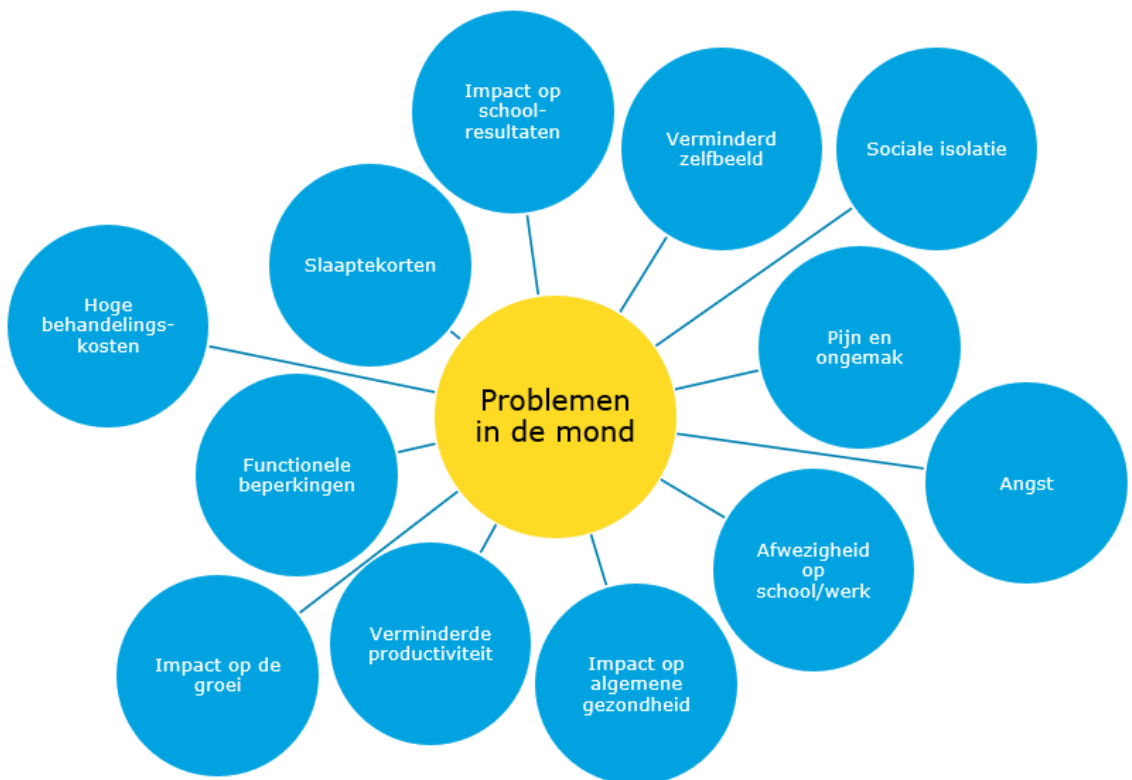 Impact op
school-
resultaten
Verminderd
zelfbeeld
Sociale isolatie
Slaaptekorten
Hoge
behandelings-
kosten
Pijn en
ongemak
Problemen
in de mond
Functionele
beperkingen
Angst
Afwezigheid
op
school/werk
Verminderde
productiviteit
Impact op de
groei
Impact op
algemene
gezondheid